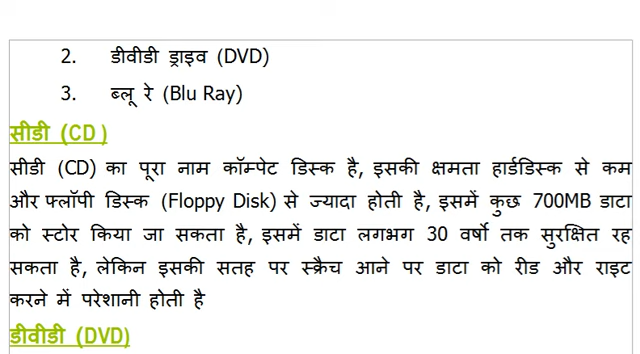 2. डीवीडी ड्राइव (DVD)
3. ब्लू रे (Blu Ray)
सीडी (CD )
सीडी (CD) का पूरा नाम कॉम्पेट डिस्क है, इसकी क्षमता हार्डडिस्क से कम
और फ्लॉपी डिस्क (Floppy Disk) से ज्यादा होती है, इसमें कुछ 700MB डाटा
को स्टोर किया जा सकता है, इसमें डाटा लगभग 30 वर्षो तक सुरक्षित रह
सकता है, लेकिन इसकी सतह पर स्क्रैच आने पर डाटा को रीड और राइट
करने में परेशानी होती है
डीवीडी (DVD)